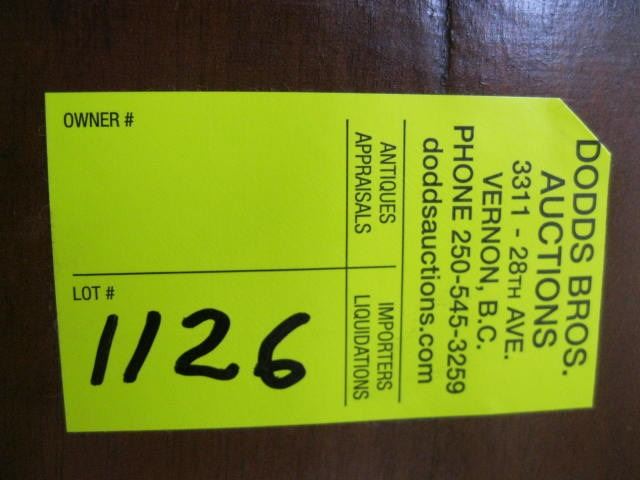 DODDS BROS.
AUCTIONS
3311 - 28TH AVE.
VERNON, B.C.
PHONE 250-545-3259
doddsauctions.com
ANTIQUES IMPORTERS
APPRAISALS LIQUIDATIONS
OWNER #
LOT #
1126